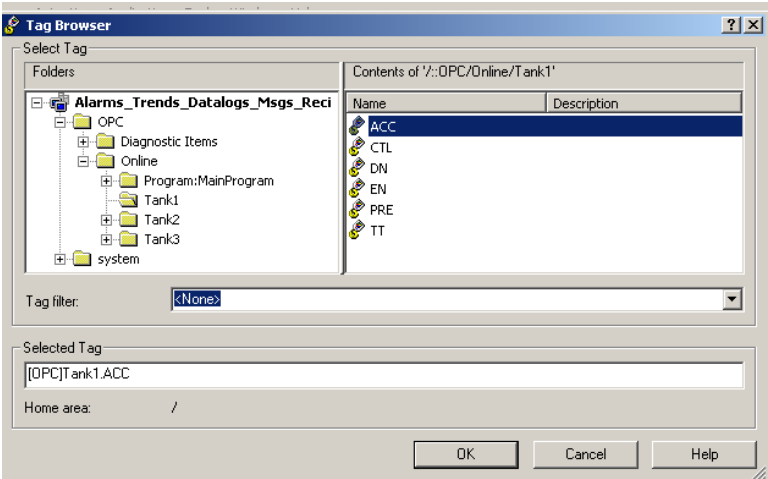 Tag Browser
Select Tag
Folders
Contents of '/::OPC/Online/Tank1'
Alarms_Trends_Datalogs_Msgs_Reci
OPC
Diagnostic Items
Online
Program:MainProgram
Tank1
Tank2
Tank3
system
Name Description
ACC
CTL
DN
EN
PRE
TT
Tag filter: <None>
Selected Tag
[OPC]Tank1.ACC
Home area: /
OK Cancel Help